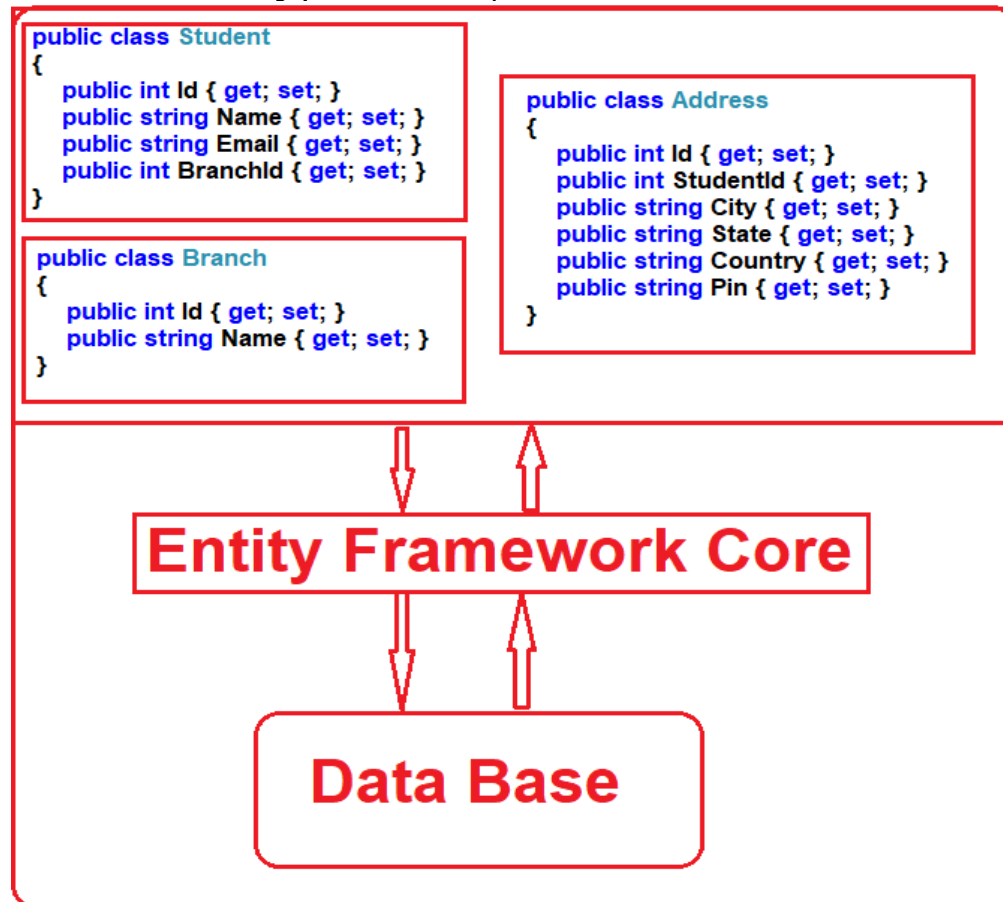 public class Student
{
public int Id { get; set; }
public string Name { get; set; }
public string Email { get; set; }
public int BranchId { get; set; }
}
public class Branch
{
public int Id { get; set; }
public string Name { get; set; }
}
public class Address
{
public int Id { get; set; }
public int StudentId { get; set; }
public string City { get; set; }
public string State { get; set; }
public string Country { get; set; }
public string Pin { get; set; }
}
Entity Framework Core
Data Base